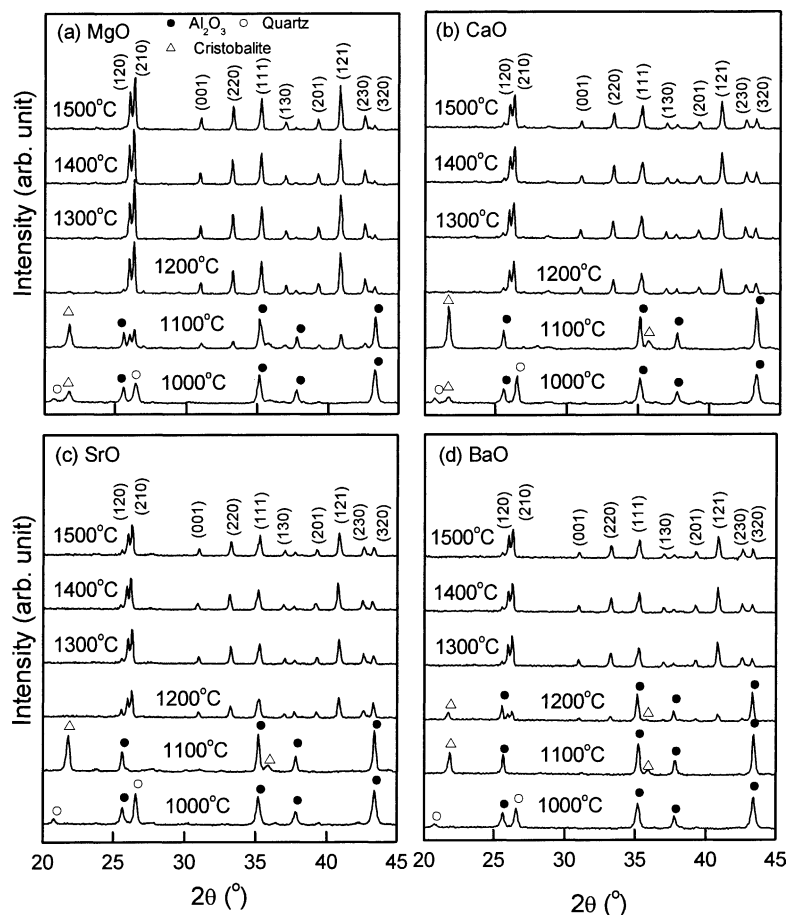 (a) MgO
● Al₂O₃ ○ Quartz
△ Cristobalite
(120)
(210)
(001)
(220)
(111)
(130)
(201)
(121)
(230)
(320)
1500°C
1400°C
1300°C
1200°C
1100°C
1000°C
Intensity (arb. unit)
(b) CaO
(120)
(210)
(001)
(220)
(111)
(130)
(201)
(121)
(230)
(320)
1500°C
1400°C
1300°C
1200°C
1100°C
1000°C
(c) SrO
(120)
(210)
(001)
(220)
(111)
(130)
(201)
(121)
(230)
(320)
1500°C
1400°C
1300°C
1200°C
1100°C
1000°C
Intensity (arb. unit)
20 25 30 35 40 45
2θ (°)
(d) BaO
(120)
(210)
(001)
(220)
(111)
(130)
(201)
(121)
(230)
(320)
1500°C
1400°C
1300°C
1200°C
1100°C
1000°C
20 25 30 35 40 45
2θ (°)